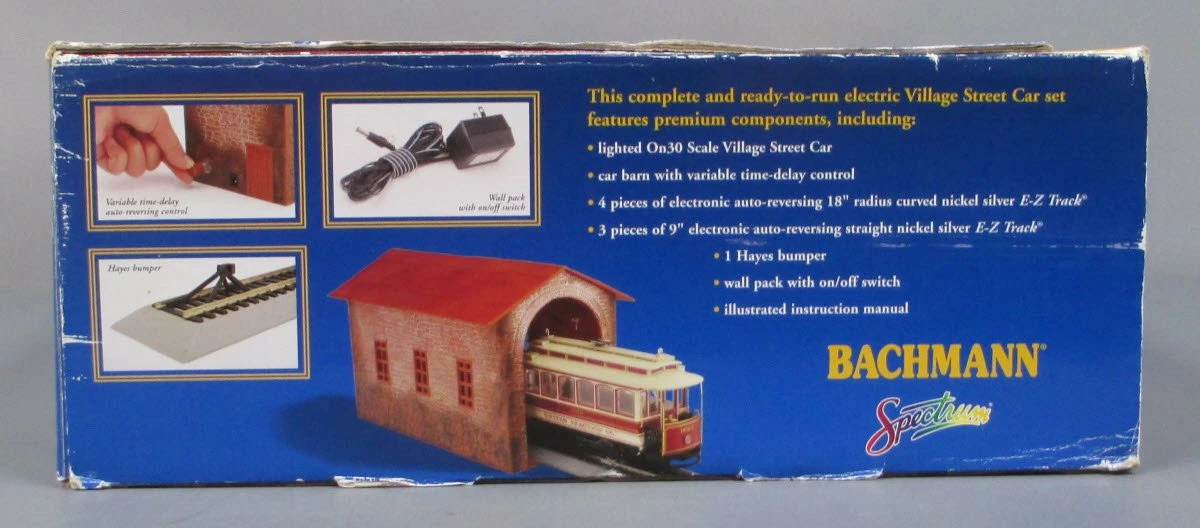 This complete and ready-to-run electric Village Street Car set
features premium components, including:
• lighted On30 Scale Village Street Car
• car barn with variable time-delay control
• 4 pieces of electronic auto-reversing 18" radius curved nickel silver E-Z Track®
• 3 pieces of 9" electronic auto-reversing straight nickel silver E-Z Track®
• 1 Hayes bumper
• wall pack with on/off switch
• illustrated instruction manual
Variable time-delay
auto-reversing control
Wall pack
with on/off switch
Hayes bumper
BACHMANN®
Spectrum®